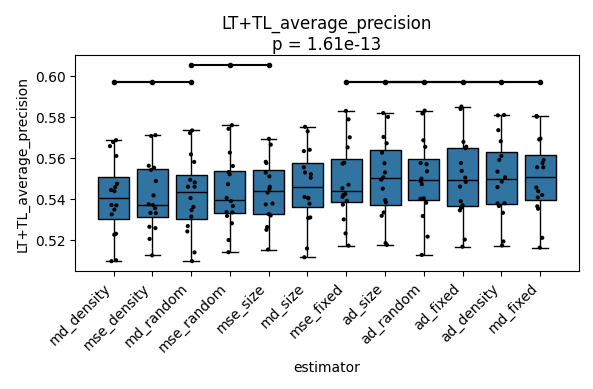 LT+TL_average_precision
p = 1.61e-13
LT+TL_average_precision
0.60
0.58
0.56
0.54
0.52
md_density
mse_density
md_random
mse_random
mse_size
md_size
mse_fixed
ad_size
ad_random
ad_fixed
ad_density
md_fixed
estimator